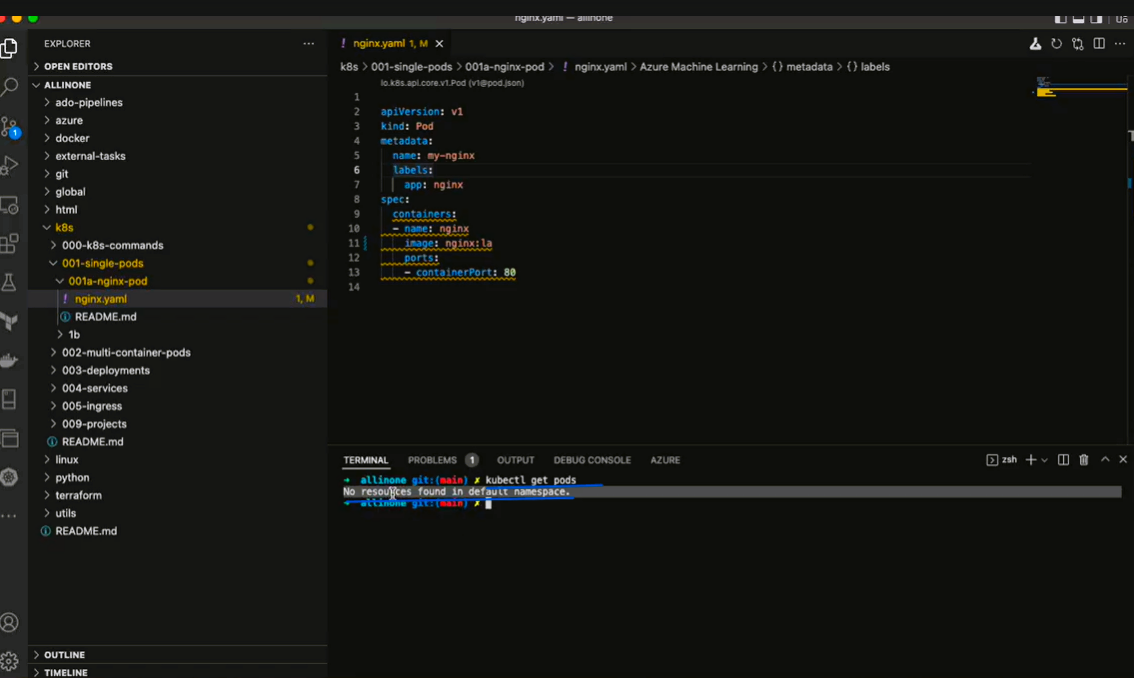 nginx.yaml — allinone
EXPLORER
OPEN EDITORS
ALLINONE
ado-pipelines
azure
docker
external-tasks
git
global
html
k8s
000-k8s-commands
001-single-pods
001a-nginx-pod
! nginx.yaml 1, M
README.md
1b
002-multi-container-pods
003-deployments
004-services
005-ingress
009-projects
README.md
linux
python
terraform
utils
README.md
OUTLINE
TIMELINE
1
! nginx.yaml 1, M
k8s > 001-single-pods > 001a-nginx-pod > ! nginx.yaml > Azure Machine Learning > {} metadata > {} labels
io.k8s.api.core.v1.Pod (v1@pod.json)
1
2 apiVersion: v1
3 kind: Pod
4 metadata:
5 name: my-nginx
6 labels:
7 app: nginx
8 spec:
9 containers:
10 - name: nginx
11 image: nginx:la
12 ports:
13 - containerPort: 80
14
TERMINAL PROBLEMS 1 OUTPUT DEBUG CONSOLE AZURE zsh
→ allinone git:(main) ✗ kubectl get pods
No resources found in default namespace.
→ allinone git:(main) ✗